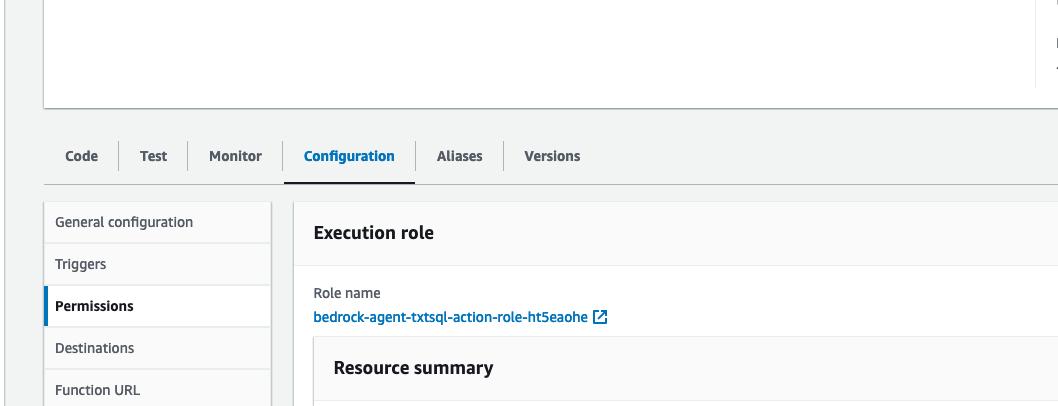 Code Test Monitor Configuration Aliases Versions
General configuration
Triggers
Permissions
Destinations
Function URL
Execution role
Role name
bedrock-agent-txtsql-action-role-ht5eaohe
Resource summary